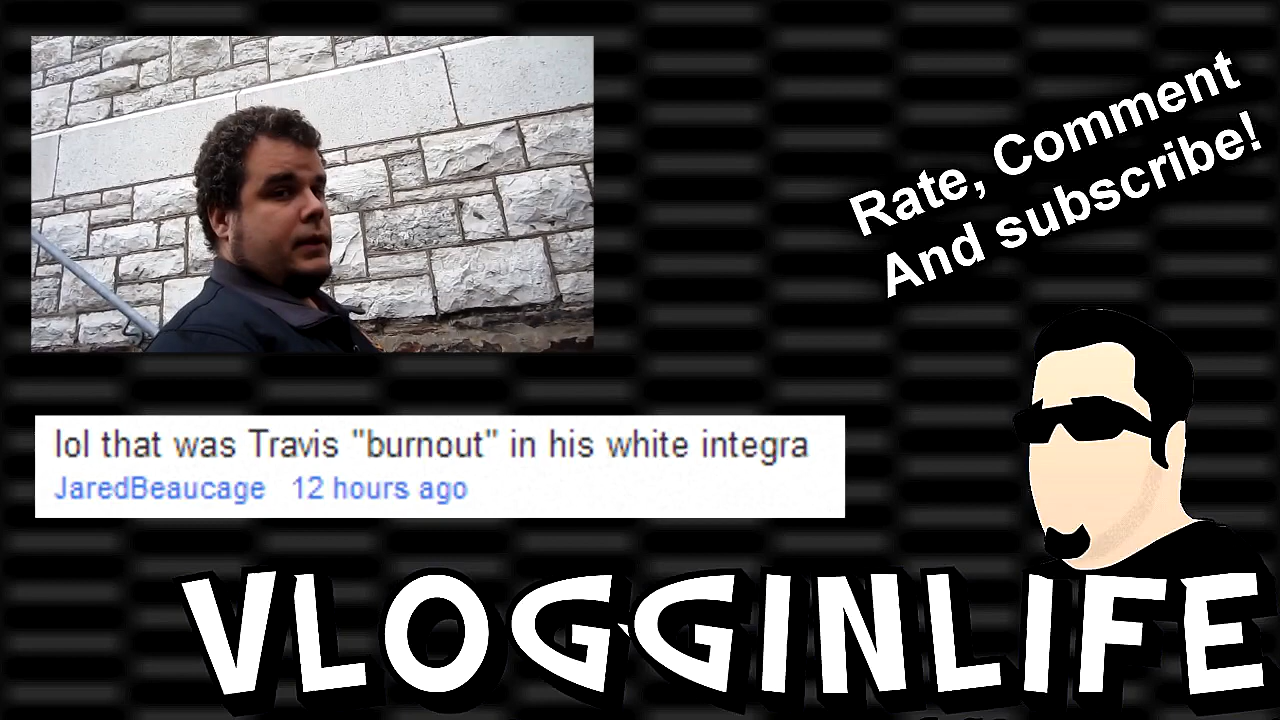 Rate, Comment
And subscribe!
lol that was Travis "burnout" in his white integra
JaredBeaucage 12 hours ago
VLOGGINLIFE